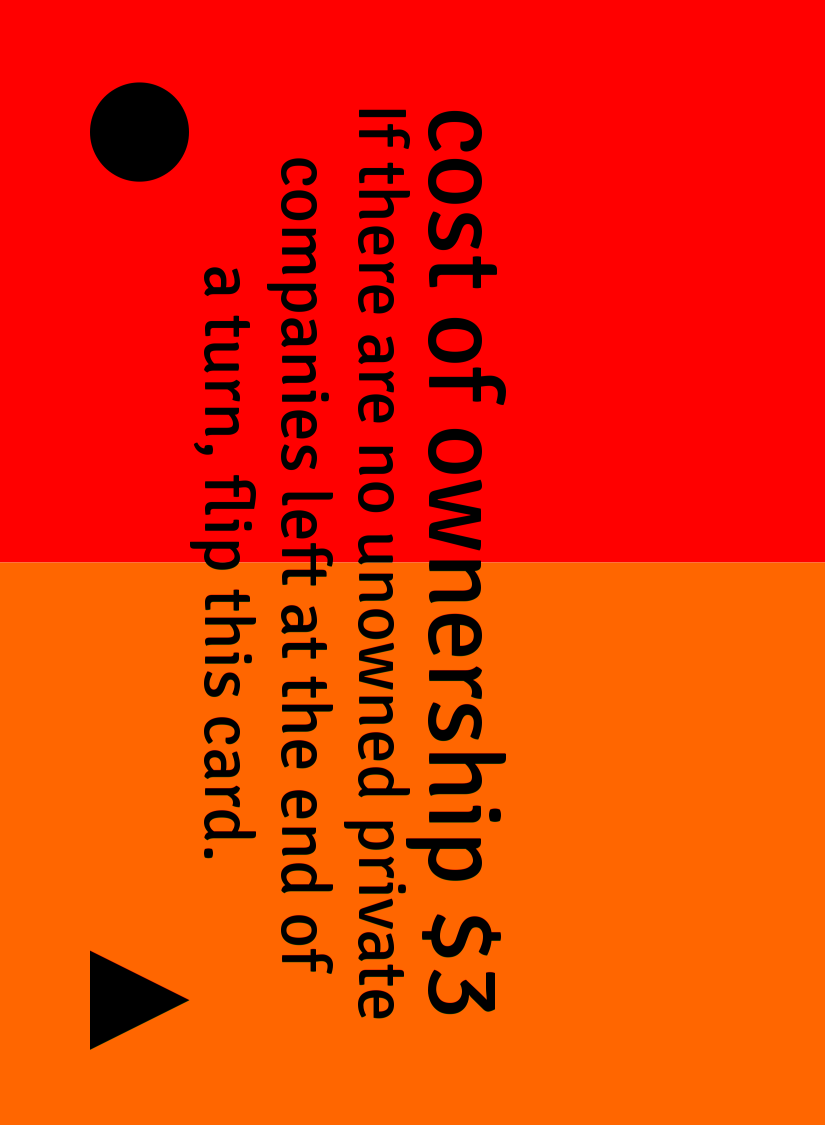 cost of ownership $3
If there are no unowned private
companies left at the end of
a turn, flip this card.